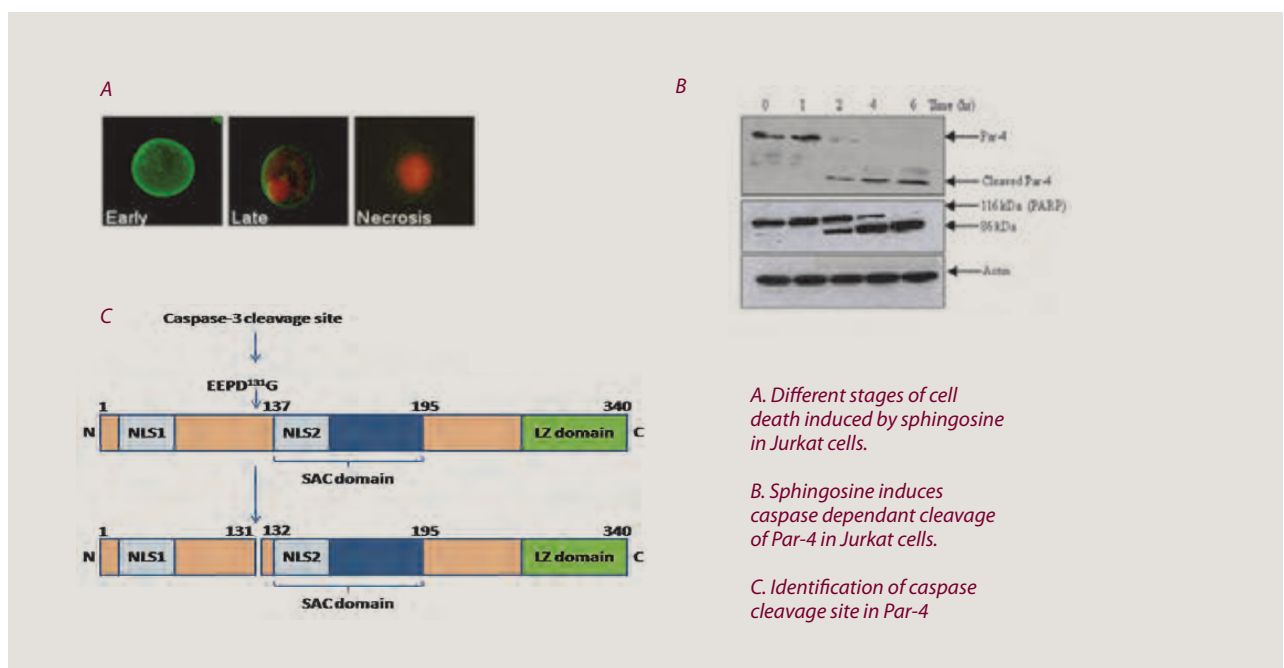 A
Early
Late
Necrosis
B
0 1 2 4 6 Time (hr)
Par-4
Cleaved Par-4
116kDa (PARP)
86kDa
Actin
C
Caspase-3 cleavage site
EEPD¹³¹G
1 137 195 340
N NLS1 NLS2 LZ domain C
SAC domain
1 131 132 195 340
N NLS1 NLS2 LZ domain C
SAC domain
A. Different stages of cell
death induced by sphingosine
in Jurkat cells.
B. Sphingosine induces
caspase dependant cleavage
of Par-4 in Jurkat cells.
C. Identification of caspase
cleavage site in Par-4